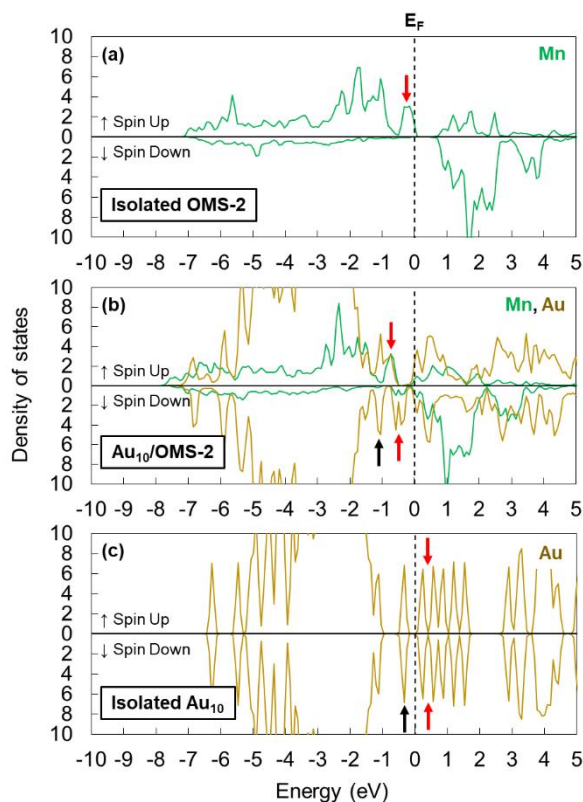 E_F
10
(a)
Mn
8
6
4
2
↑ Spin Up
0
↓ Spin Down
2
4
6
Isolated OMS-2
8
10
-10 -9 -8 -7 -6 -5 -4 -3 -2 -1 0 1 2 3 4 5
Density of states
10
(b)
Mn, Au
8
6
4
2
↑ Spin Up
0
↓ Spin Down
2
4
6
Au₁₀/OMS-2
8
10
-10 -9 -8 -7 -6 -5 -4 -3 -2 -1 0 1 2 3 4 5
10
(c)
Au
8
6
4
2
↑ Spin Up
0
↓ Spin Down
2
4
6
Isolated Au₁₀
8
10
-10 -9 -8 -7 -6 -5 -4 -3 -2 -1 0 1 2 3 4 5
Energy (eV)